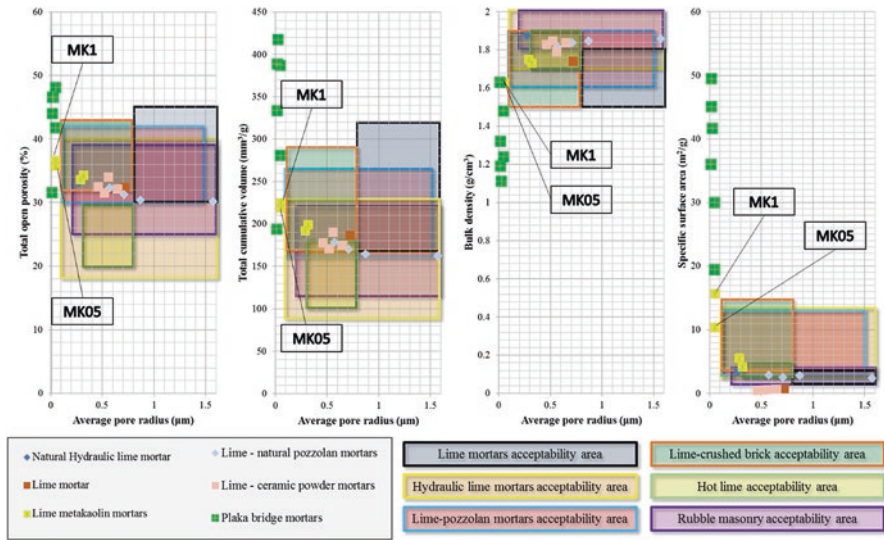 60
50
40
30
20
10
0
0 0.5 1 1.5
Total open porosity (%)
Average pore radius (μm)
MK1
MK05
450
400
350
300
250
200
150
100
50
0
0 0.5 1 1.5
Total cumulative volume (mm³/g)
Average pore radius (μm)
MK1
MK05
2
1.8
1.6
1.4
1.2
1
0.8
0.6
0.4
0.2
0
0 0.5 1 1.5
Bulk density (g/cm³)
Average pore radius (μm)
MK1
MK05
60
50
40
30
20
10
0
0 0.5 1 1.5
Specific surface area (m²/g)
Average pore radius (μm)
MK1
MK05
Natural Hydraulic lime mortar
Lime mortar
Lime metakaolin mortars
Lime - natural pozzolan mortars
Lime - ceramic powder mortars
Plaka bridge mortars
Lime mortars acceptability area
Hydraulic lime mortars acceptability area
Lime-pozzolan mortars acceptability area
Lime-crushed brick acceptability area
Hot lime acceptability area
Rubble masonry acceptability area